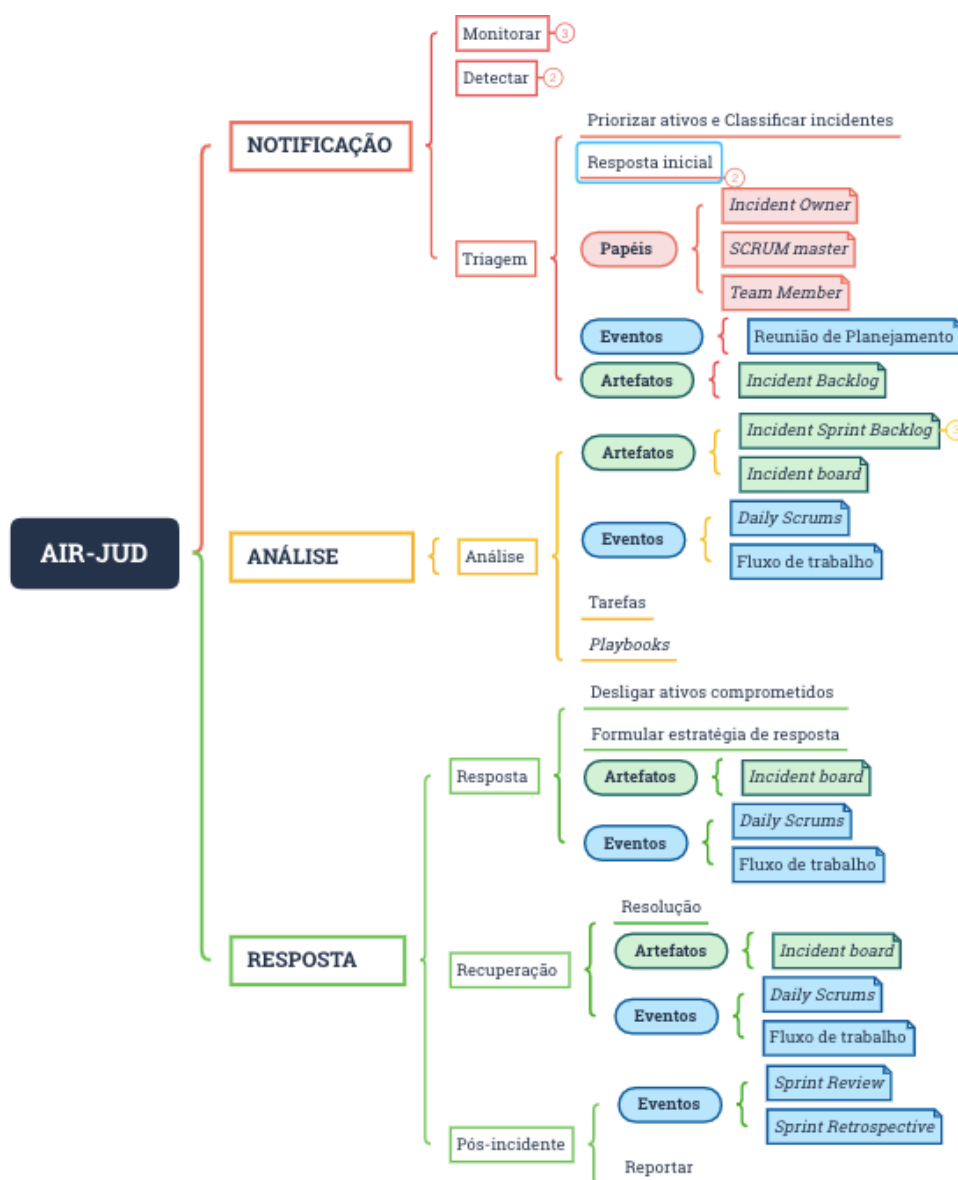 AIR-JUD
NOTIFICAÇÃO
Monitorar
3
Detectar
2
Triagem
Priorizar ativos e Classificar incidentes
Resposta inicial
2
Papéis
Incident Owner
SCRUM master
Team Member
Eventos
Reunião de Planejamento
Artefatos
Incident Backlog
ANÁLISE
Análise
Artefatos
Incident Sprint Backlog
3
Incident board
Eventos
Daily Scrums
Fluxo de trabalho
Tarefas
Playbooks
RESPOSTA
Resposta
Desligar ativos comprometidos
Formular estratégia de resposta
Artefatos
Incident board
Eventos
Daily Scrums
Fluxo de trabalho
Recuperação
Resolução
Artefatos
Incident board
Eventos
Daily Scrums
Fluxo de trabalho
Pós-incidente
Eventos
Sprint Review
Sprint Retrospective
Reportar